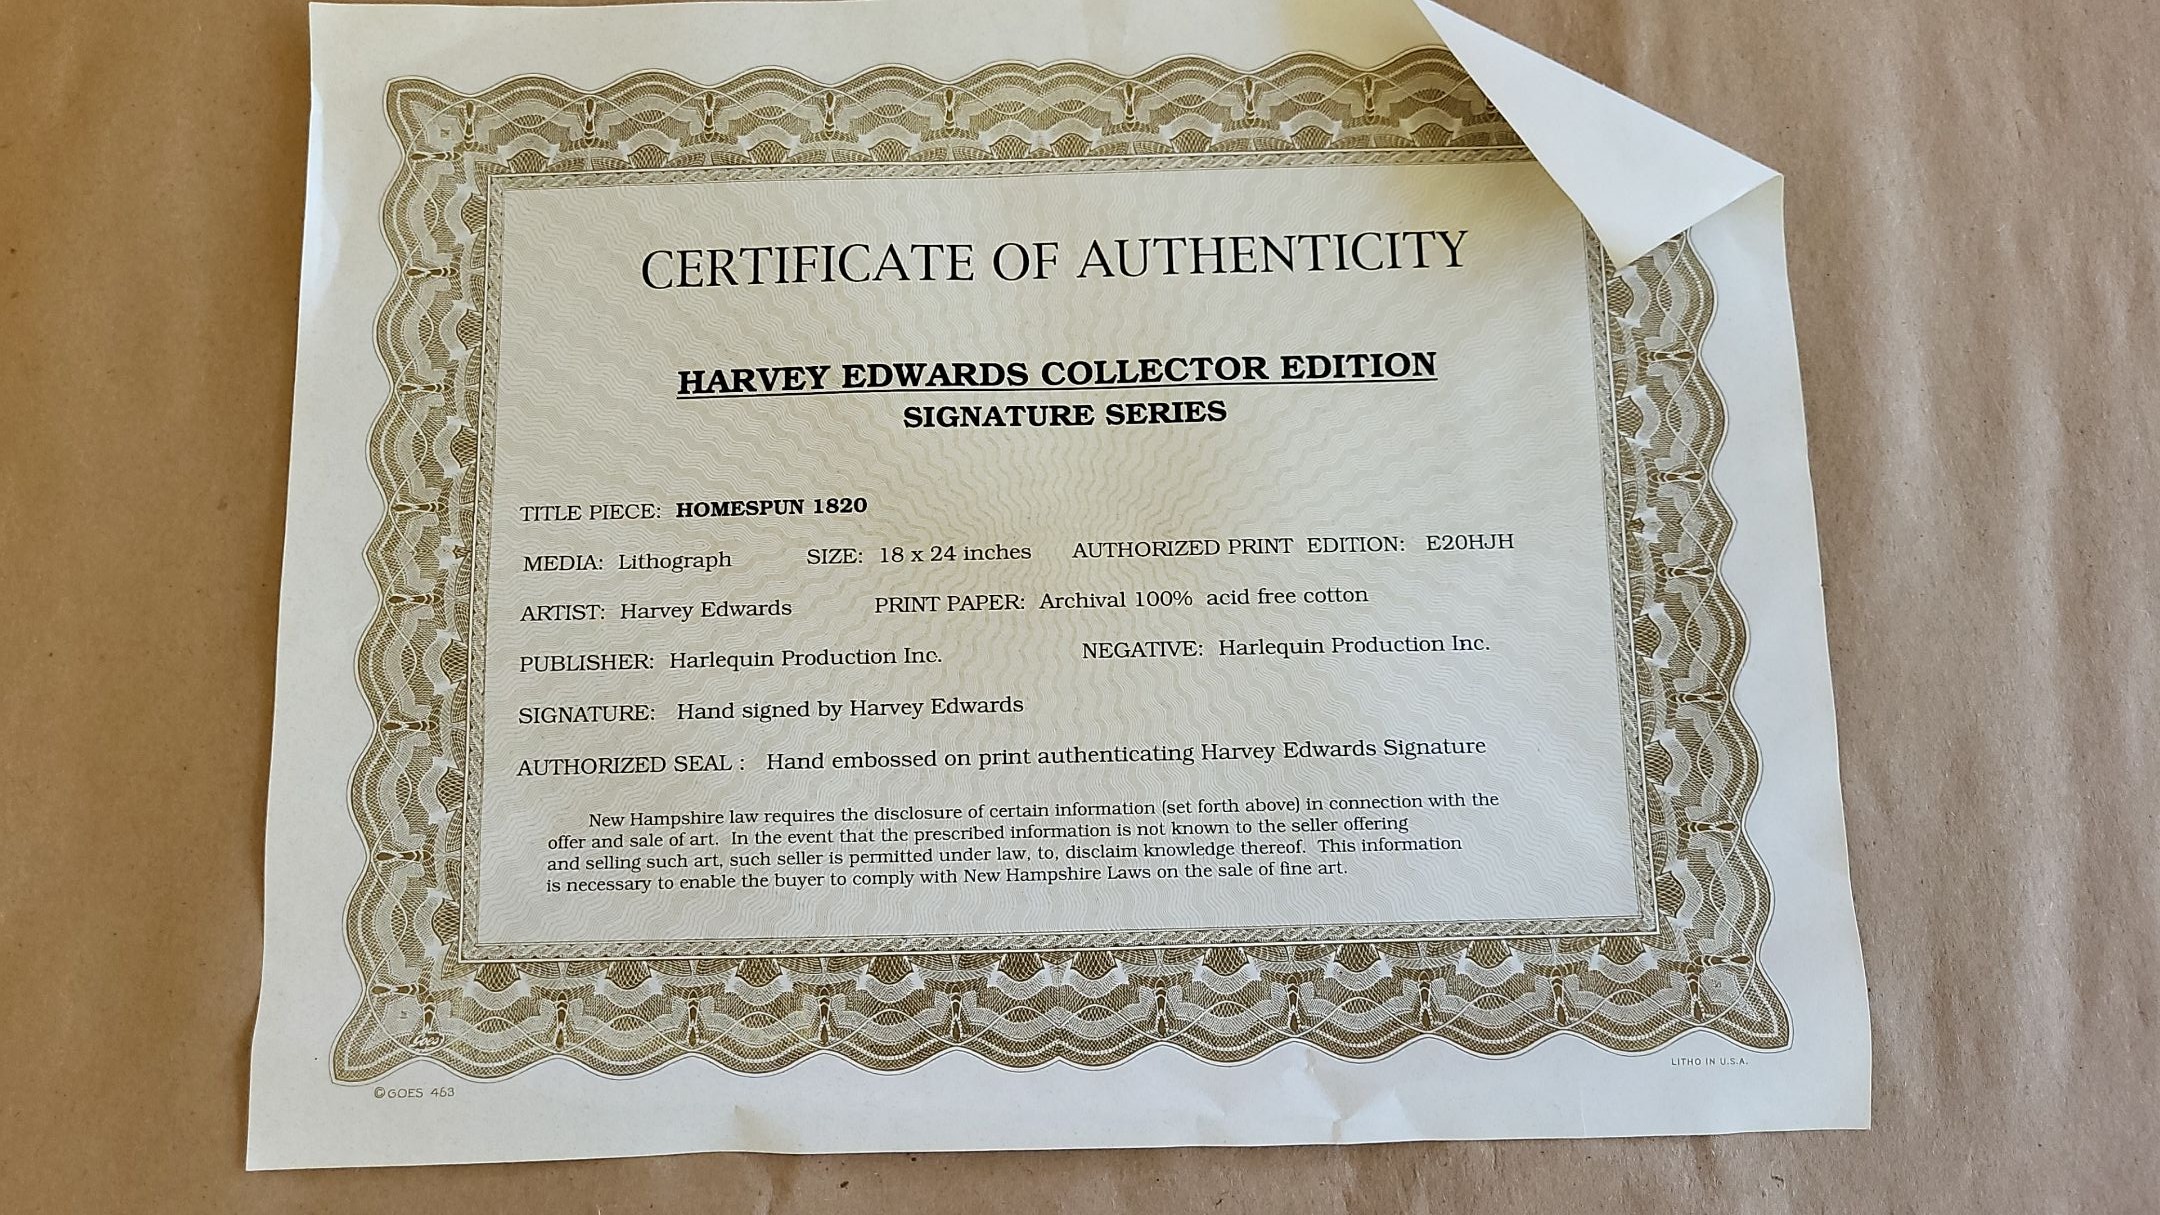 CERTIFICATE OF AUTHENTICITY
HARVEY EDWARDS COLLECTOR EDITION
SIGNATURE SERIES
TITLE PIECE: HOMESPUN 1820
MEDIA: Lithograph SIZE: 18 x 24 inches AUTHORIZED PRINT EDITION: E20HJH
ARTIST: Harvey Edwards PRINT PAPER: Archival 100% acid free cotton
PUBLISHER: Harlequin Production Inc. NEGATIVE: Harlequin Production Inc.
SIGNATURE: Hand signed by Harvey Edwards
AUTHORIZED SEAL : Hand embossed on print authenticating Harvey Edwards Signature
New Hampshire law requires the disclosure of certain information (set forth above) in connection with the
offer and sale of art. In the event that the prescribed information is not known to the seller offering
and selling such art, such seller is permitted under law, to, disclaim knowledge thereof. This information
is necessary to enable the buyer to comply with New Hampshire Laws on the sale of fine art.
Goes
© GOES 463
LITHO IN U.S.A.